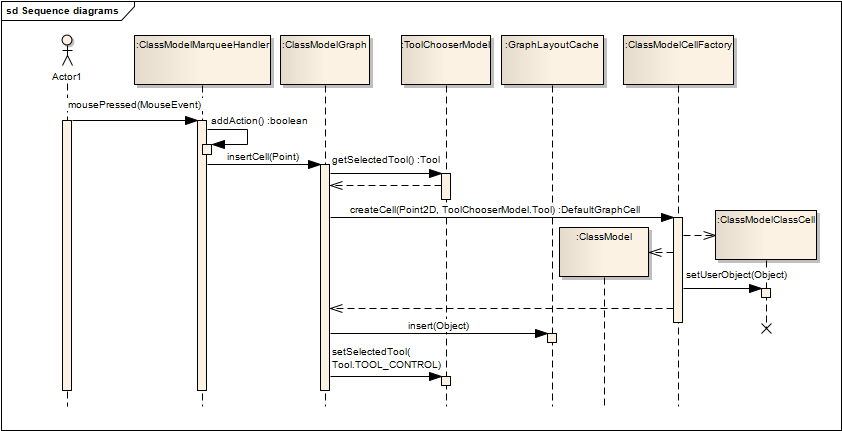 sd Sequence diagrams
Actor1
:ClassModelMarqueeHandler
:ClassModelGraph
:ToolChooserModel
:GraphLayoutCache
:ClassModelCellFactory
mousePressed(MouseEvent)
addAction() :boolean
insertCell(Point)
getSelectedTool() :Tool
createCell(Point2D, ToolChooserModel.Tool) :DefaultGraphCell
:ClassModelClassCell
:ClassModel
setUserObject(Object)
insert(Object)
setSelectedTool(
Tool.TOOL_CONTROL)